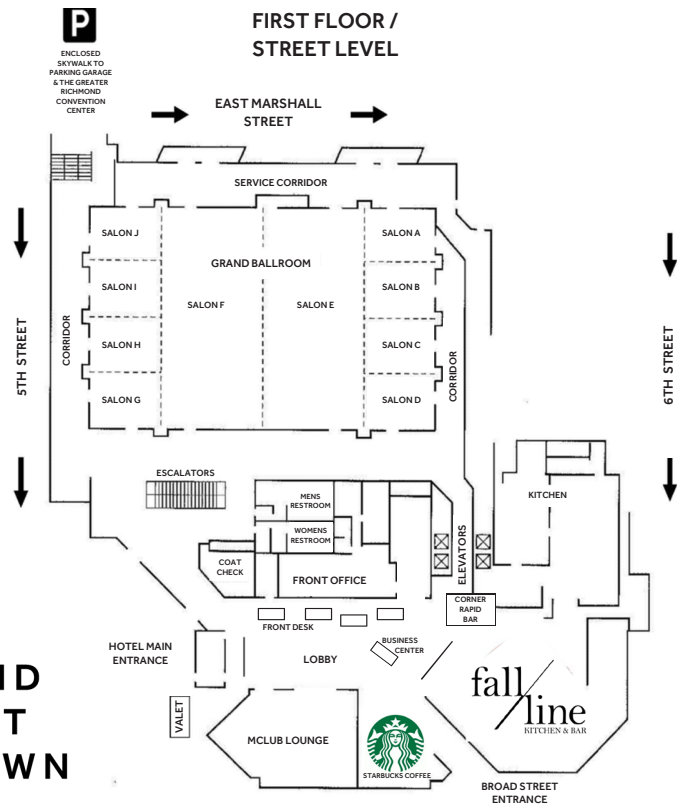 P
ENCLOSED
SKYWALK TO
PARKING GARAGE
& THE GREATER
RICHMOND
CONVENTION
CENTER
FIRST FLOOR /
STREET LEVEL
EAST MARSHALL
STREET
SERVICE CORRIDOR
SALON J
SALON A
GRAND BALLROOM
SALON I
SALON B
SALON F
SALON E
5TH STREET
CORRIDOR
SALON H
SALON C
CORRIDOR
6TH STREET
SALON G
SALON D
ESCALATORS
MENS
RESTROOM
WOMENS
RESTROOM
KITCHEN
ELEVATORS
COAT
CHECK
FRONT OFFICE
CORNER
RAPID
BAR
FRONT DESK
HOTEL MAIN
ENTRANCE
LOBBY
BUSINESS
CENTER
fall/line
KITCHEN & BAR
ID
T
WN
VALET
MCLUB LOUNGE
STARBUCKS COFFEE
BROAD STREET
ENTRANCE